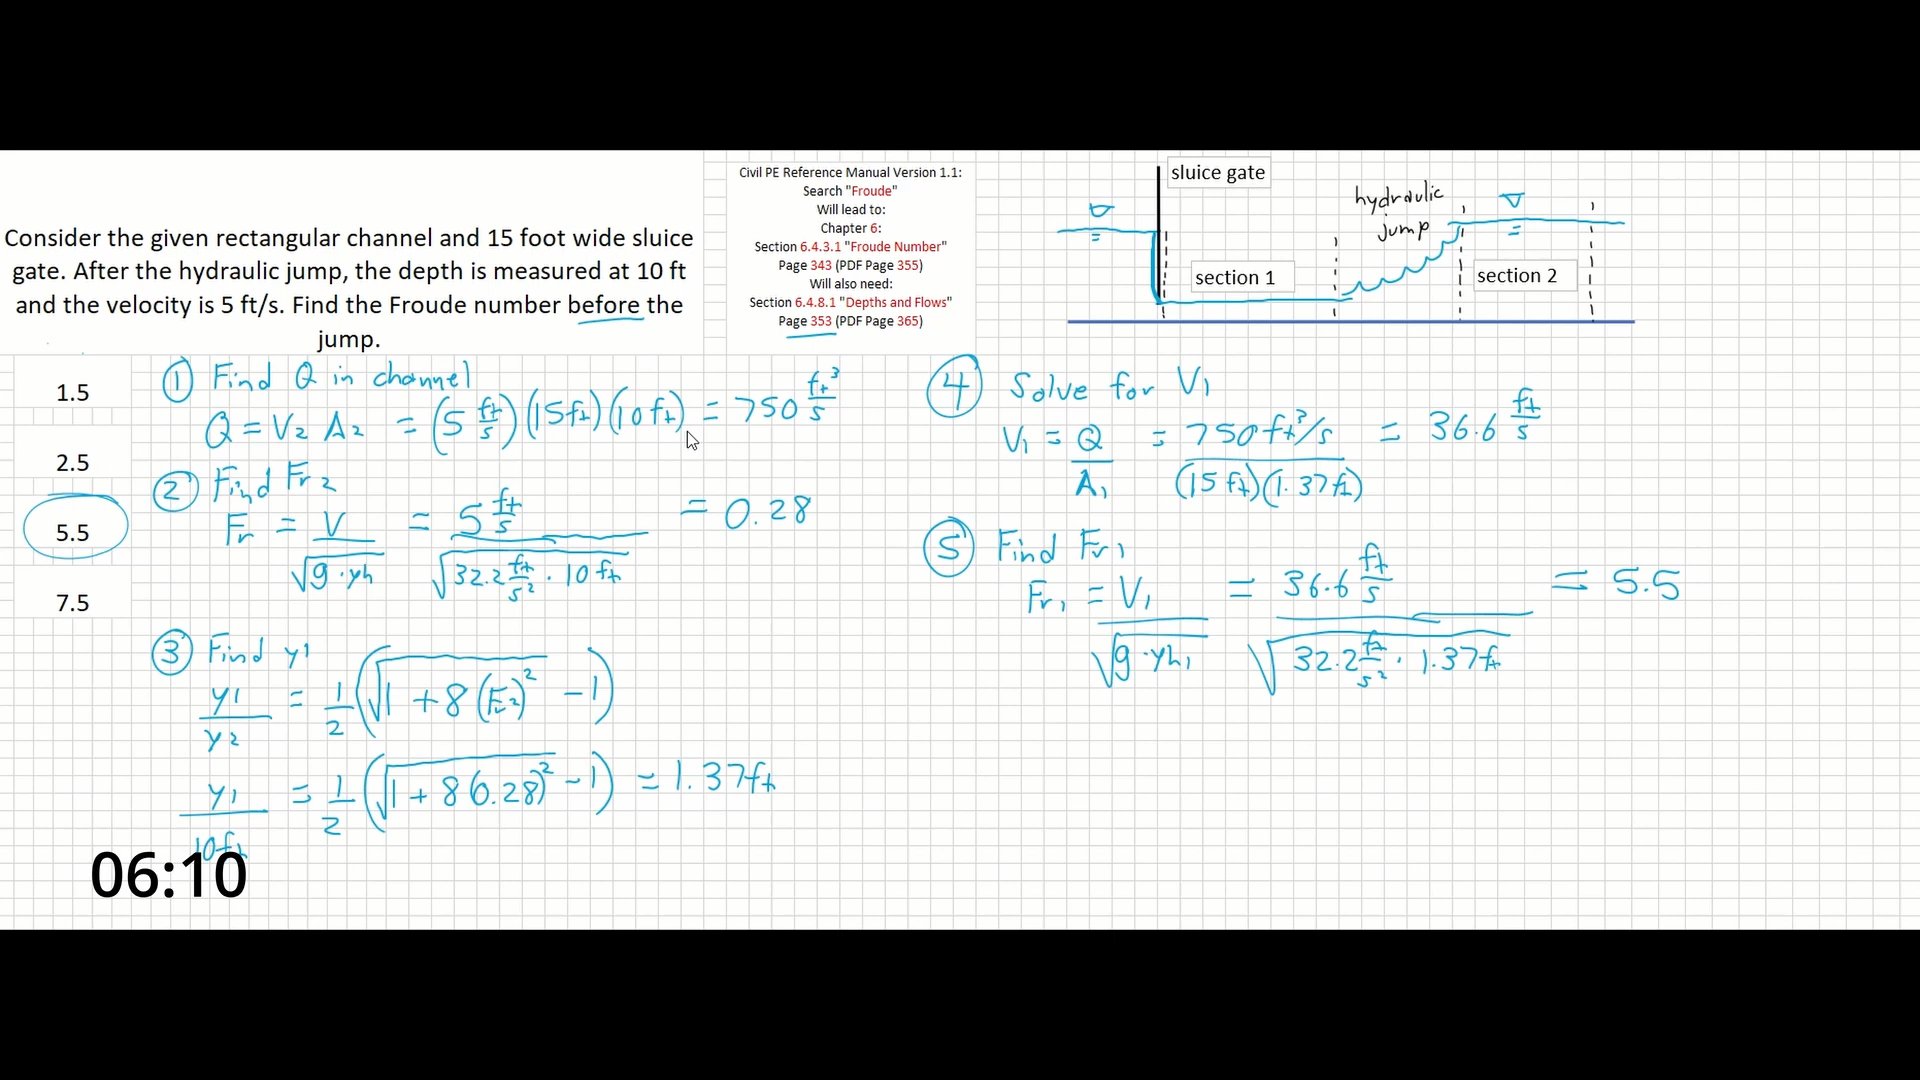 Consider the given rectangular channel and 15 foot wide sluice
gate. After the hydraulic jump, the depth is measured at 10 ft
and the velocity is 5 ft/s. Find the Froude number before the
jump.
1.5
2.5
5.5
7.5
Civil PE Reference Manual Version 1.1:
Search "Froude"
Will lead to:
Chapter 6:
Section 6.4.3.1 "Froude Number"
Page 343 (PDF Page 355)
Will also need:
Section 6.4.8.1 "Depths and Flows"
Page 353 (PDF Page 365)
sluice gate
hydraulic
jump
section 1
section 2
① Find Q in channel
Q = V2 A2 = (5 ft/s)(15ft)(10ft) = 750 ft³/s
② Find Fr2
Fr = V/√(g·yh) = 5 ft/s / √(32.2 ft/s² · 10 ft) = 0.28
③ Find y1
y1/y2 = 1/2 (√(1 + 8(Fr2)²) - 1)
y1/10ft = 1/2 (√(1 + 8(0.28)²) - 1) = 1.37ft
④ Solve for V1
V1 = Q/A1 = 750 ft³/s / (15 ft)(1.37ft) = 36.6 ft/s
⑤ Find Fr1
Fr1 = V1/√(g·yh1) = 36.6 ft/s / √(32.2 ft/s² · 1.37ft) = 5.5
06:10